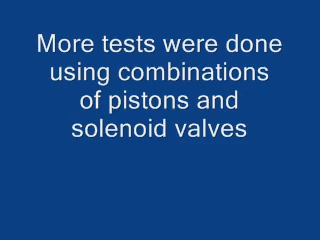 More tests were done
using combinations
of pistons and
solenoid valves